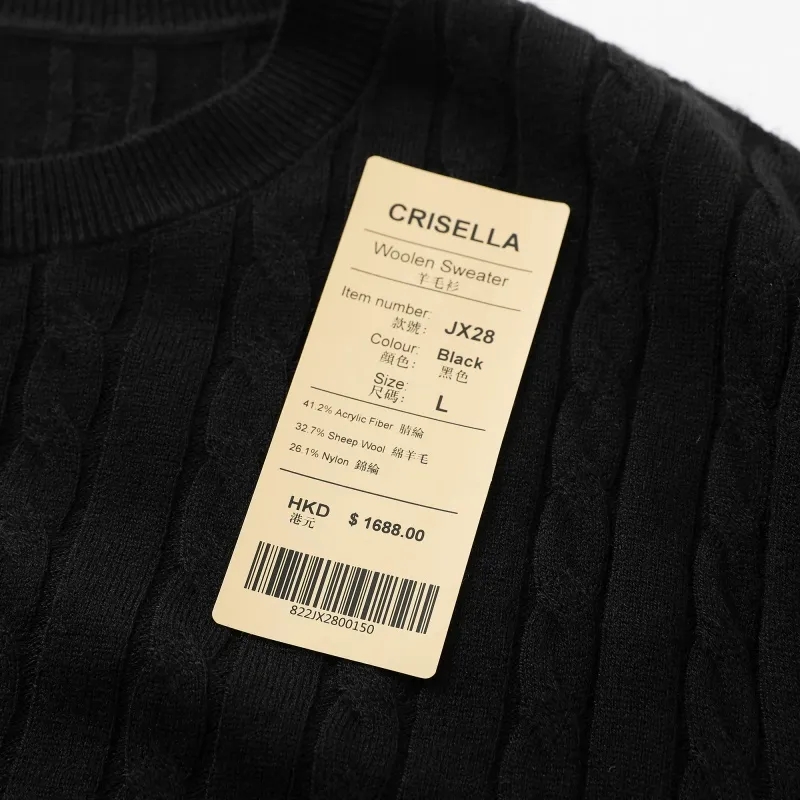 CRISELLA
Woolen Sweater
羊毛衫
Item number: JX28
款號:
Colour: Black
顏色: 黑色
Size: L
尺碼:
41.2% Acrylic Fiber 腈綸
32.7% Sheep Wool 綿羊毛
26.1% Nylon 錦綸
HKD $ 1688.00
港元
822JX2800150